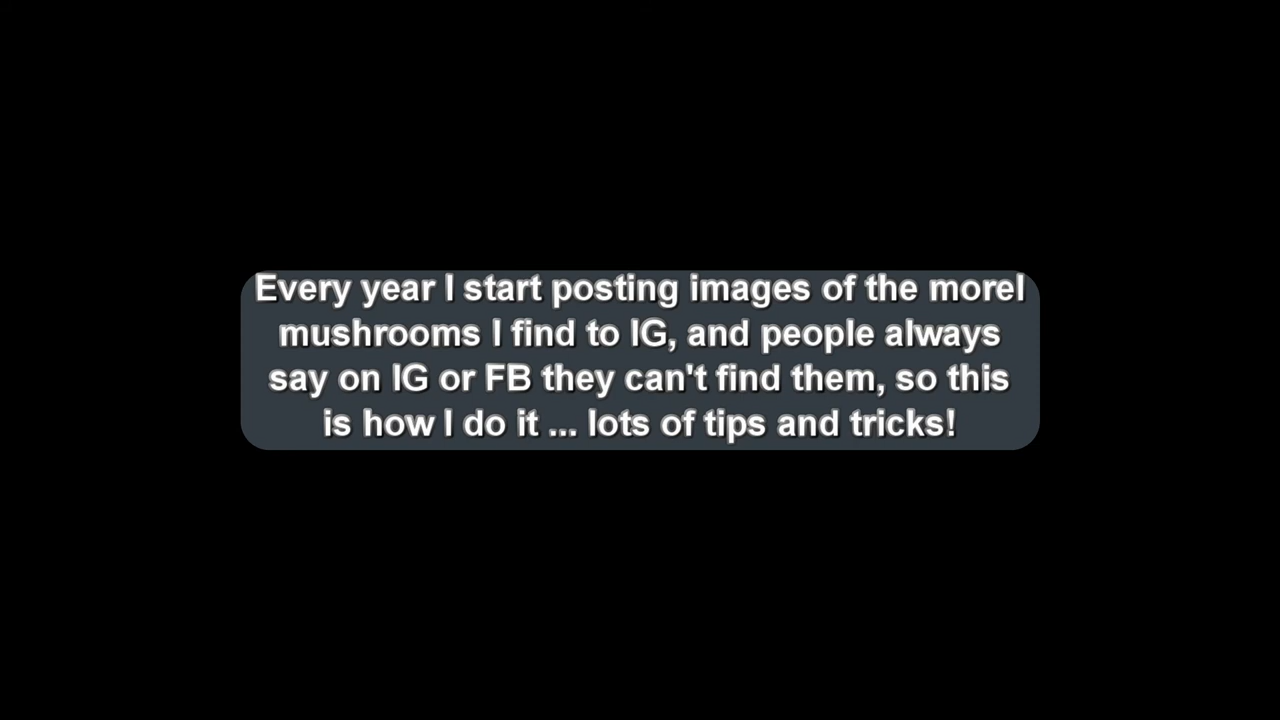 Every year I start posting images of the morel
mushrooms I find to IG, and people always
say on IG or FB they can't find them, so this
is how I do it ... lots of tips and tricks!